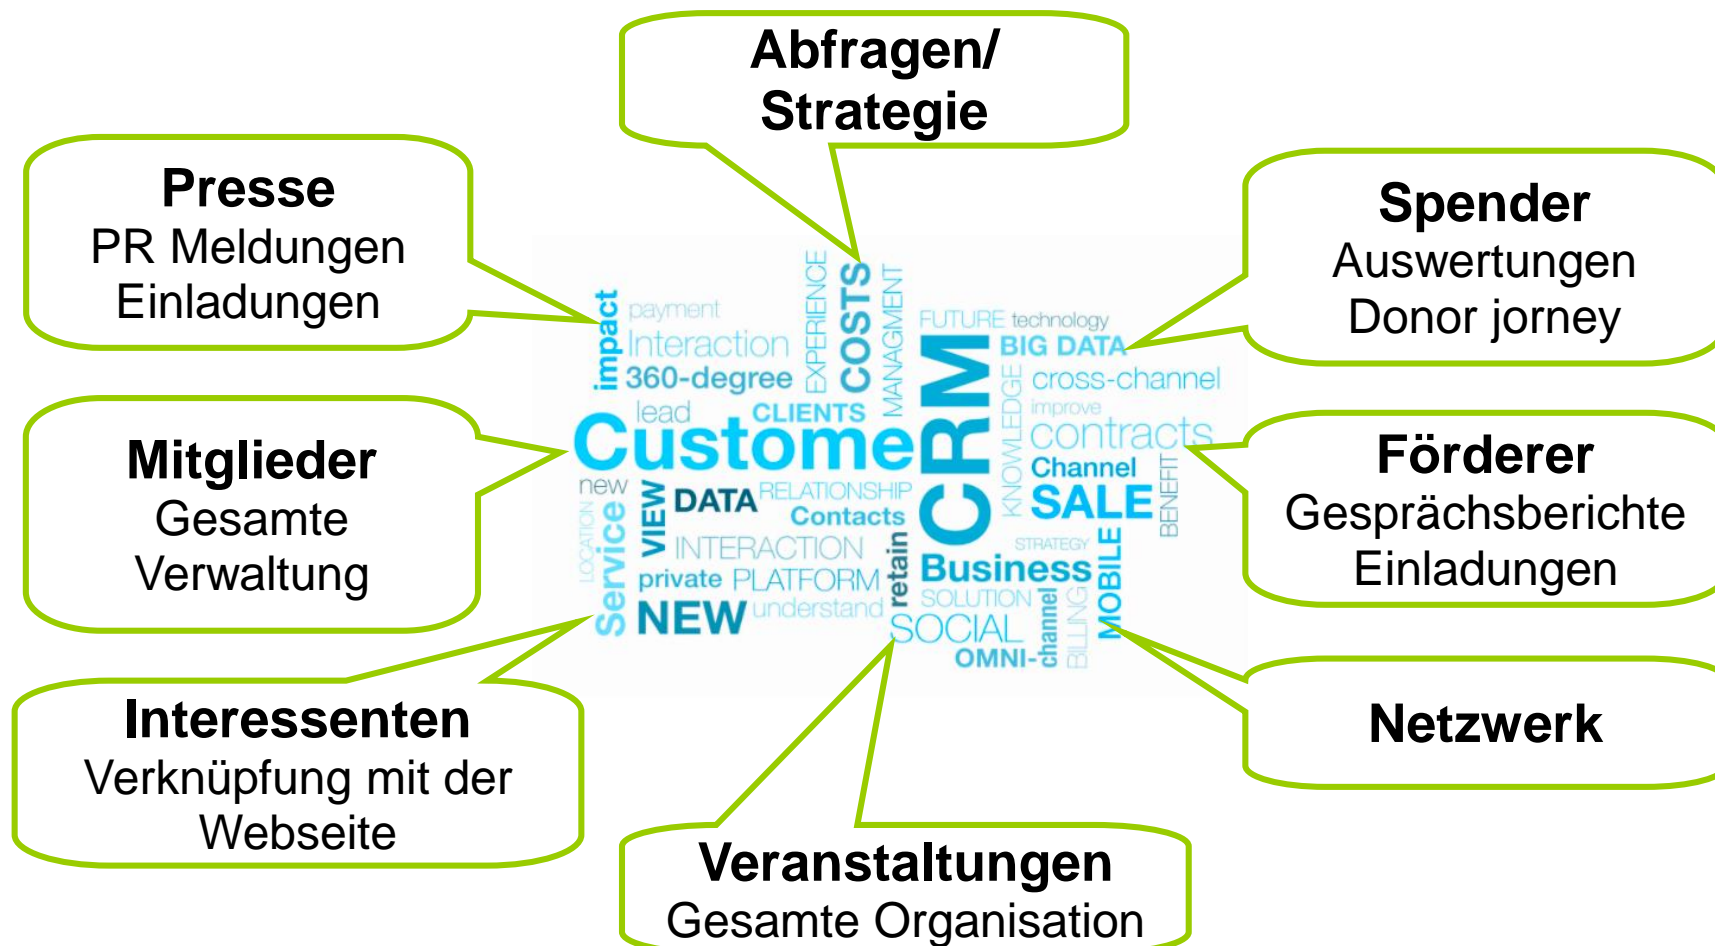 Abfragen/
Strategie
Presse
PR Meldungen
Einladungen
Spender
Auswertungen
Donor jorney
Mitglieder
Gesamte
Verwaltung
Förderer
Gesprächsberichte
Einladungen
Interessenten
Verknüpfung mit der
Webseite
Netzwerk
Veranstaltungen
Gesamte Organisation
impact
payment
Interaction
360-degree
EXPERIENCE
COSTS
MANAGMENT
lead
CLIENTS
Custome
new
LOCATION
Service
VIEW
DATA
RELATIONSHIP
Contacts
INTERACTION
private
PLATFORM
NEW
understand
retain
CRM
FUTURE
technology
BIG DATA
KNOWLEDGE
cross-channel
improve
contracts
Channel
SALE
BENEFIT
STRATEGY
Business
MOBILE
SOLUTION
SOCIAL
OMNI-
channel
BILLING